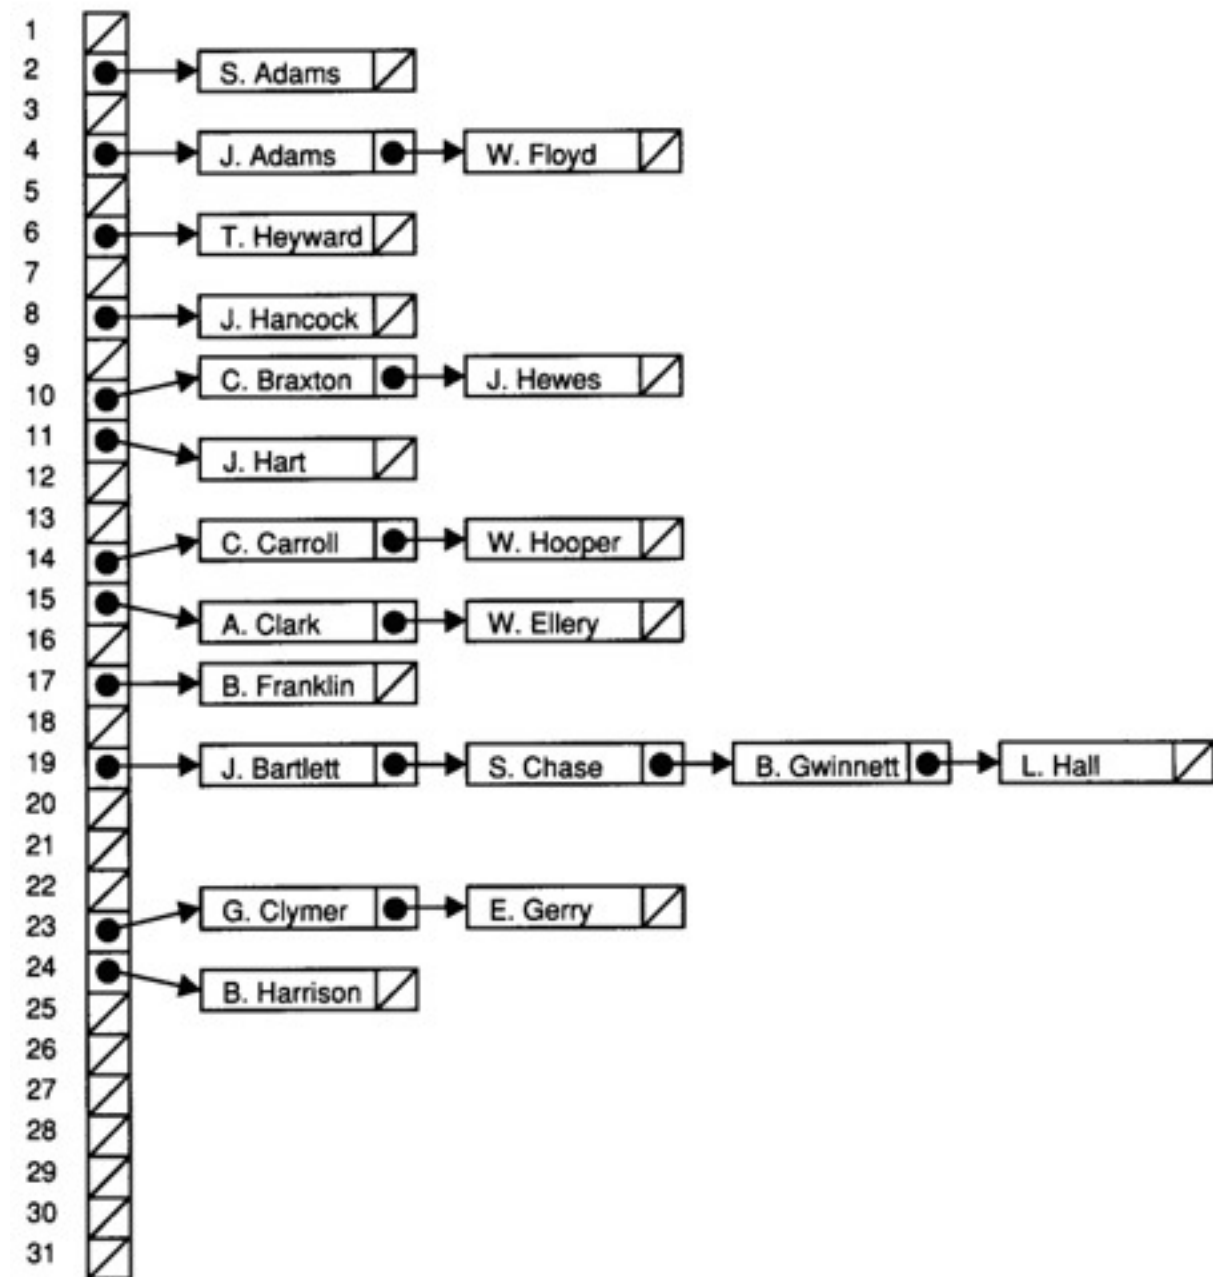 1
2 S. Adams
3
4 J. Adams W. Floyd
5
6 T. Heyward
7
8 J. Hancock
9
10 C. Braxton J. Hewes
11 J. Hart
12
13
14 C. Carroll W. Hooper
15 A. Clark W. Ellery
16
17 B. Franklin
18
19 J. Bartlett S. Chase B. Gwinnett L. Hall
20
21
22
23 G. Clymer E. Gerry
24 B. Harrison
25
26
27
28
29
30
31